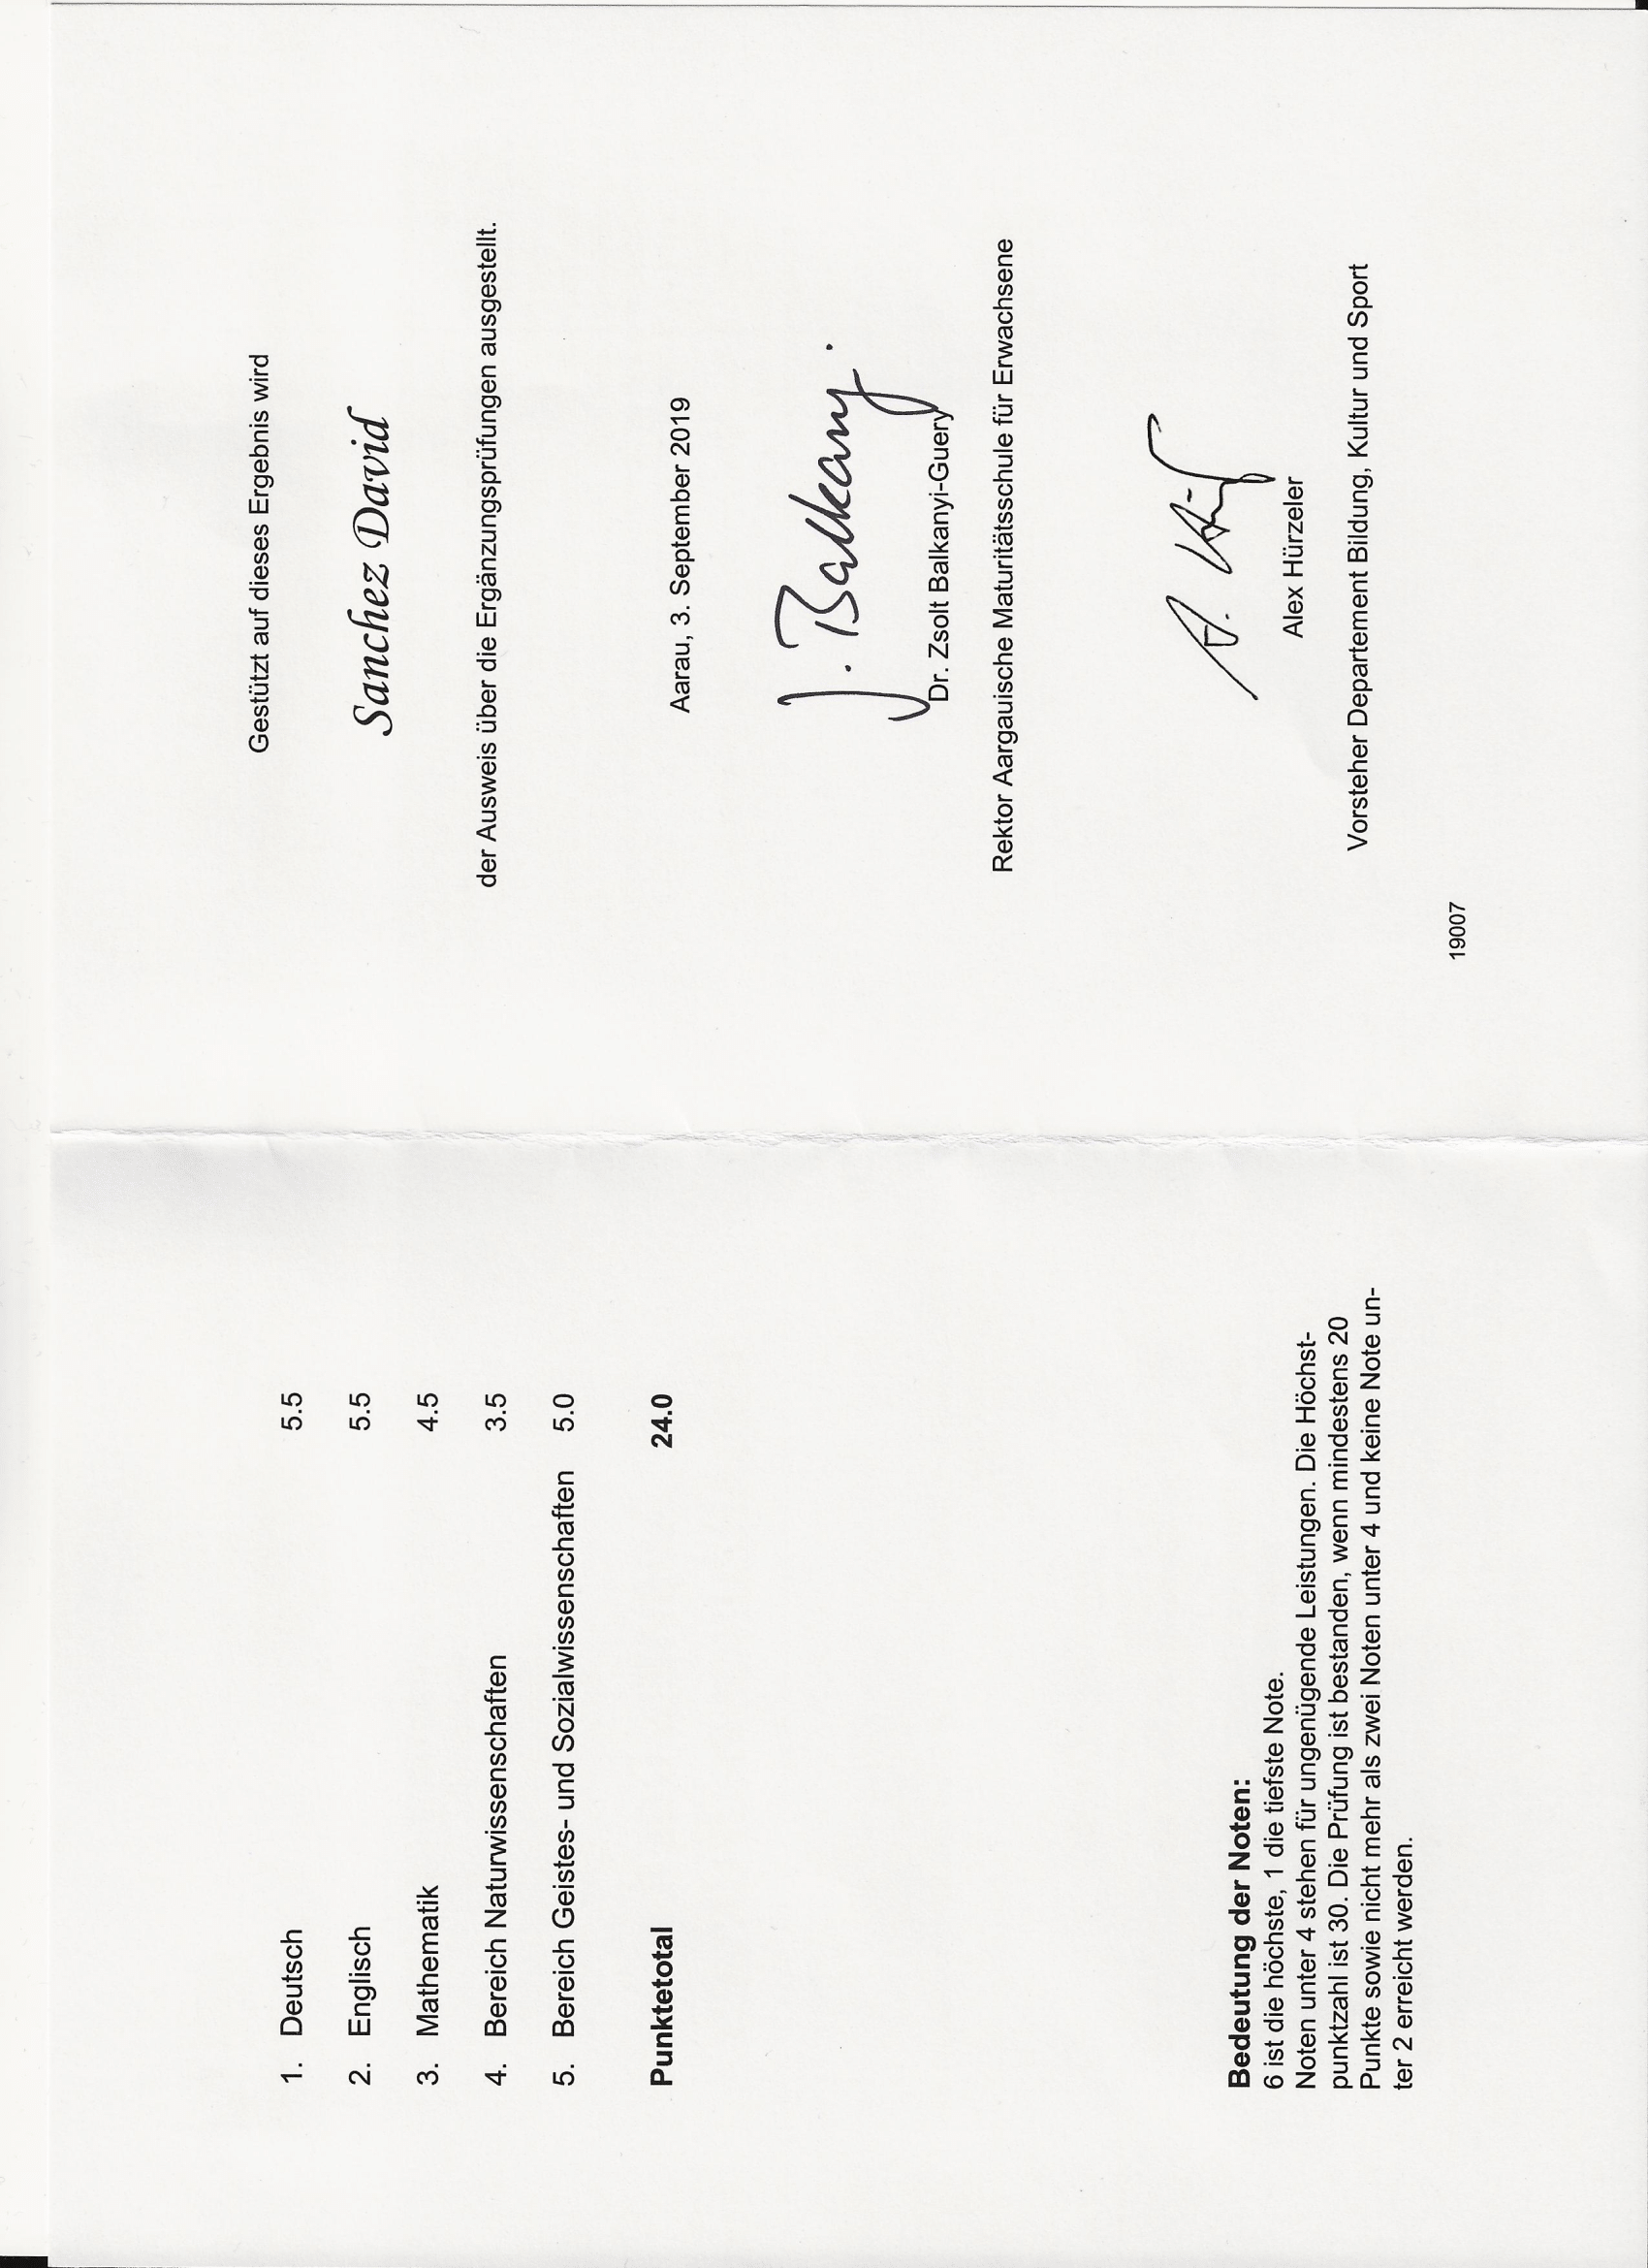 1. Deutsch 5.5
2. Englisch 5.5
3. Mathematik 4.5
4. Bereich Naturwissenschaften 3.5
5. Bereich Geistes- und Sozialwissenschaften 5.0
Punktetotal 24.0
Bedeutung der Noten:
6 ist die höchste, 1 die tiefste Note.
Noten unter 4 stehen für ungenügende Leistungen. Die Höchst-
punktzahl ist 30. Die Prüfung ist bestanden, wenn mindestens 20
Punkte sowie nicht mehr als zwei Noten unter 4 und keine Note un-
ter 2 erreicht werden.
Gestützt auf dieses Ergebnis wird
Sanchez David
der Ausweis über die Ergänzungsprüfungen ausgestellt.
Aarau, 3. September 2019
Balkany
Dr. Zsolt Balkanyi-Guery
Rektor Aargauische Maturitätsschule für Erwachsene
A.
Alex Hürzeler
Vorsteher Departement Bildung, Kultur und Sport
19007